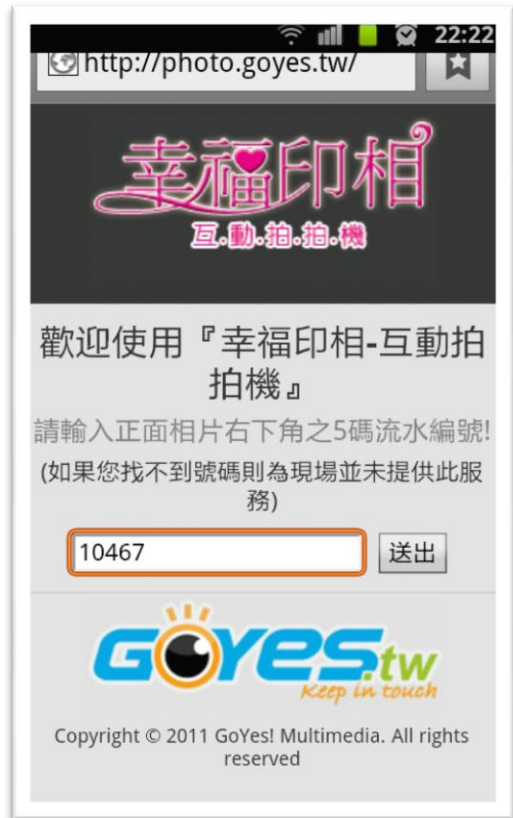 22:22
http://photo.goyes.tw/
幸福印相
互.動.拍.拍.機
歡迎使用『幸福印相-互動拍
拍機』
請輸入正面相片右下角之5碼流水編號!
(如果您找不到號碼則為現場並未提供此服
務)
10467 送出
GOYes.tw
Keep in touch
Copyright © 2011 GoYes! Multimedia. All rights
reserved